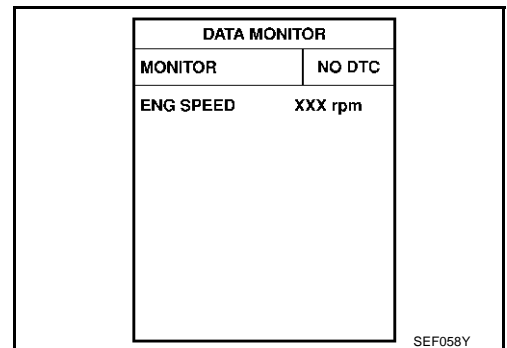 DATA MONITOR
MONITOR NO DTC
ENG SPEED XXX rpm
SEF058Y